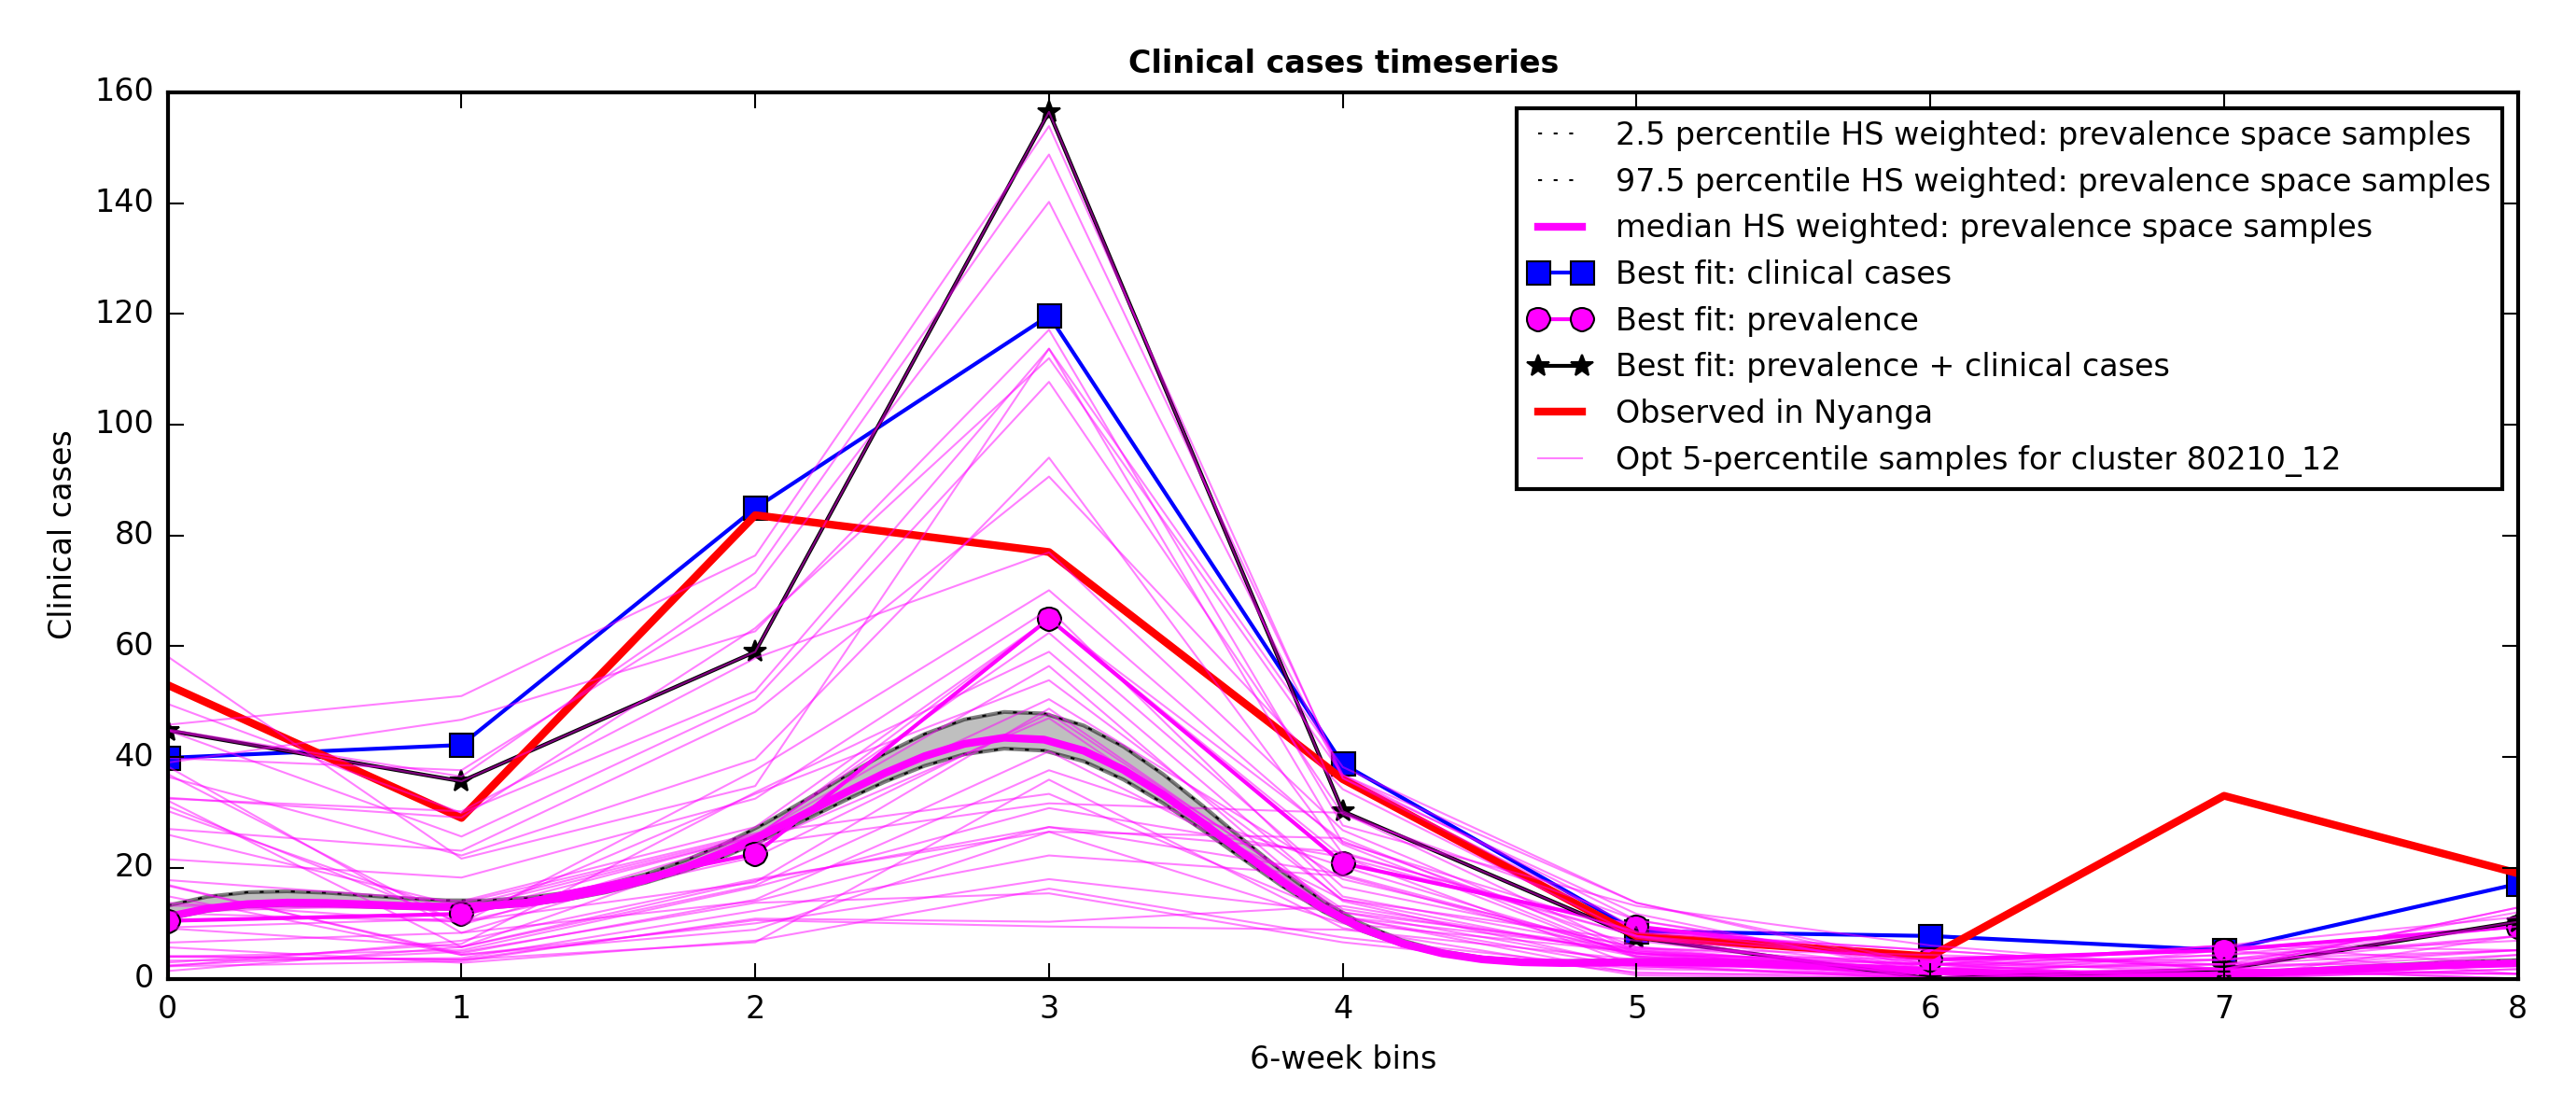 Clinical cases timeseries
160
140
120
100
80
60
40
20
0
Clinical cases
2.5 percentile HS weighted: prevalence space samples
97.5 percentile HS weighted: prevalence space samples
median HS weighted: prevalence space samples
Best fit: clinical cases
Best fit: prevalence
Best fit: prevalence + clinical cases
Observed in Nyanga
Opt 5-percentile samples for cluster 80210_12
0 1 2 3 4 5 6 7 8
6-week bins